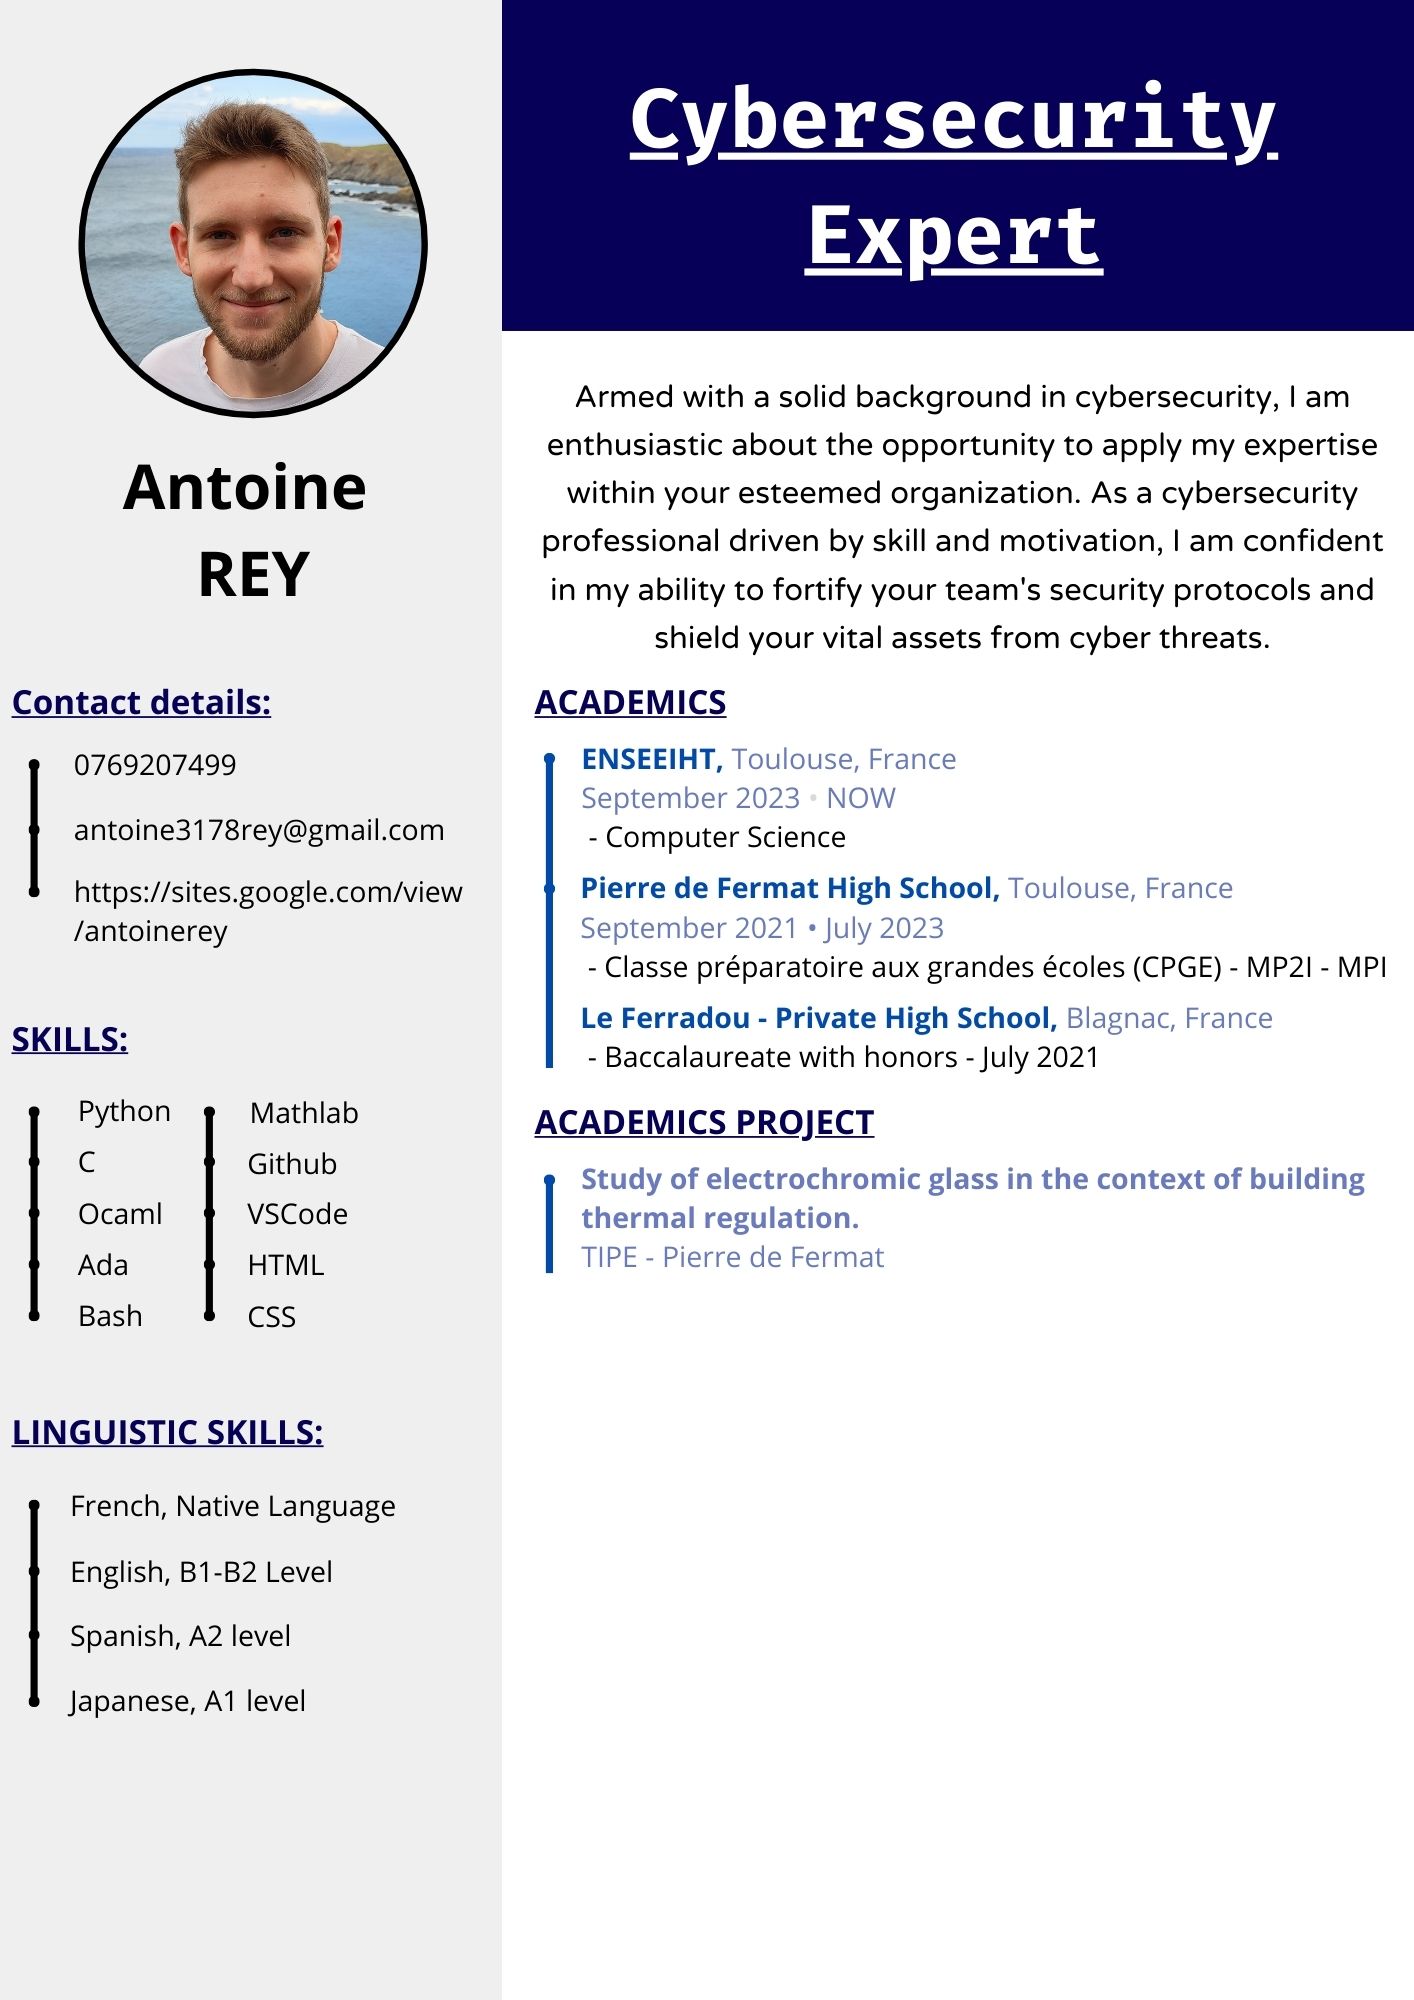 Antoine
REY
Contact details:
0769207499
antoine3178rey@gmail.com
https://sites.google.com/view
/antoinerey
SKILLS:
Python
C
Ocaml
Ada
Bash
Mathlab
Github
VSCode
HTML
CSS
LINGUISTIC SKILLS:
French, Native Language
English, B1-B2 Level
Spanish, A2 level
Japanese, A1 level
Cybersecurity
Expert
Armed with a solid background in cybersecurity, I am
enthusiastic about the opportunity to apply my expertise
within your esteemed organization. As a cybersecurity
professional driven by skill and motivation, I am confident
in my ability to fortify your team's security protocols and
shield your vital assets from cyber threats.
ACADEMICS
ENSEEIHT, Toulouse, France
September 2023 • NOW
- Computer Science
Pierre de Fermat High School, Toulouse, France
September 2021 • July 2023
- Classe préparatoire aux grandes écoles (CPGE) - MP2I - MPI
Le Ferradou - Private High School, Blagnac, France
- Baccalaureate with honors - July 2021
ACADEMICS PROJECT
Study of electrochromic glass in the context of building
thermal regulation.
TIPE - Pierre de Fermat